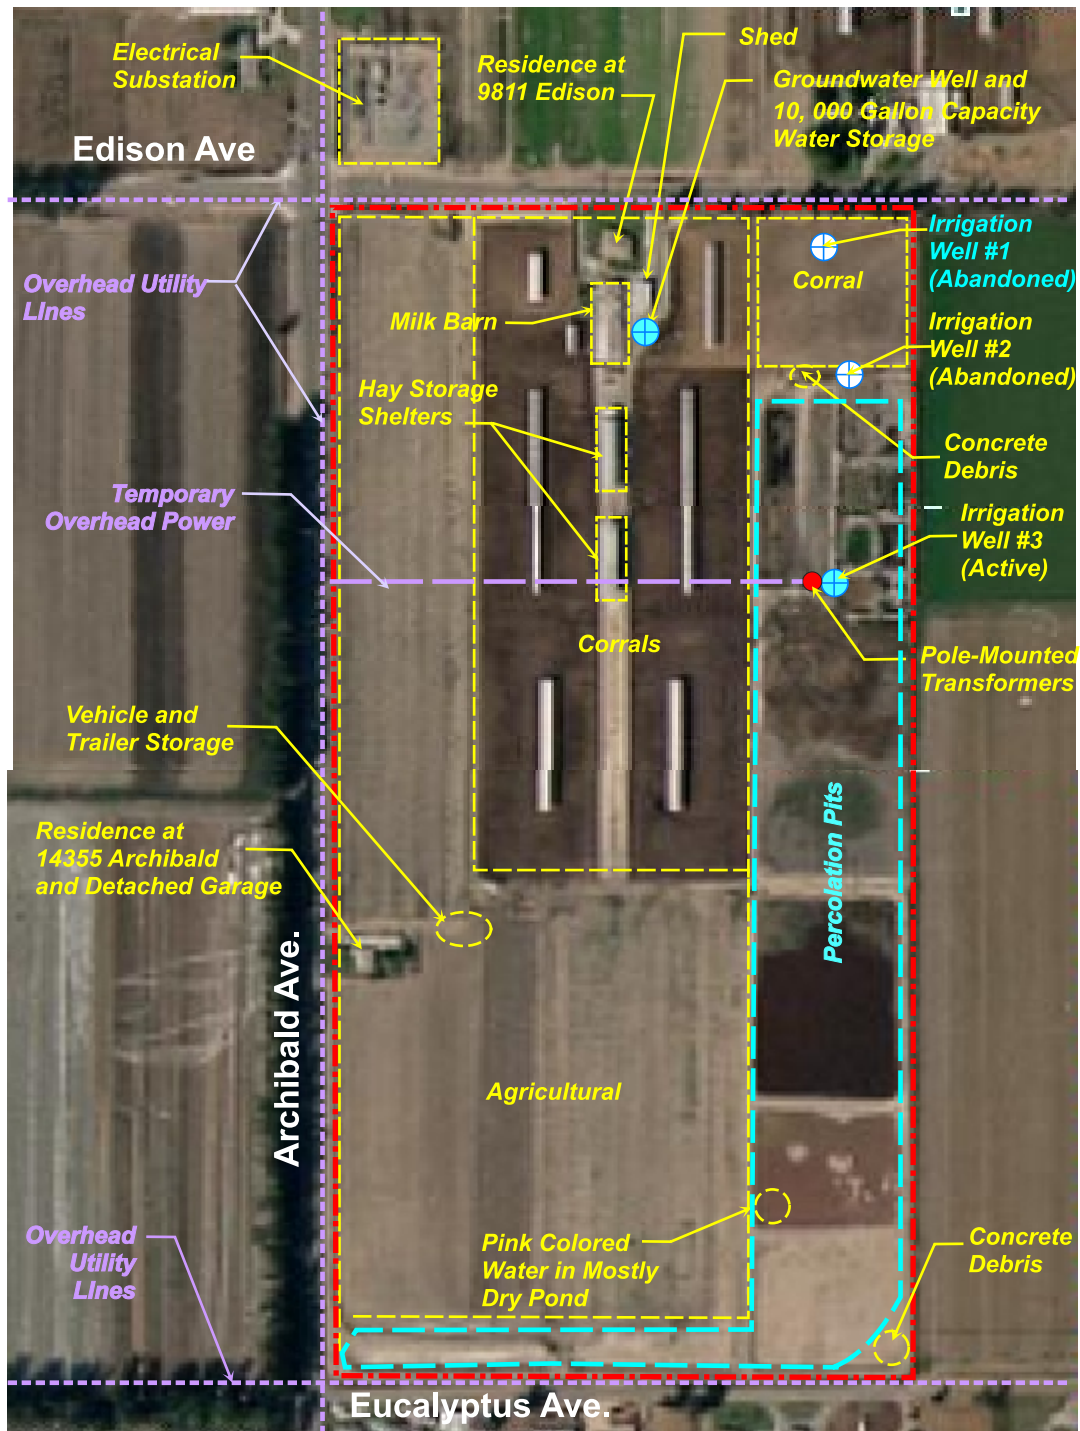 Electrical
Substation
Shed
Residence at
9811 Edison
Groundwater Well and
10, 000 Gallon Capacity
Water Storage
Edison Ave
Irrigation
Well #1
(Abandoned)
Corral
Overhead Utility
LInes
Milk Barn
Irrigation
Well #2
(Abandoned)
Hay Storage
Shelters
Concrete
Debris
Temporary
Overhead Power
Irrigation
Well #3
(Active)
Corrals
Pole-Mounted
Transformers
Vehicle and
Trailer Storage
Percolation Pits
Residence at
14355 Archibald
and Detached Garage
Archibald Ave.
Agricultural
Overhead
Utility
LInes
Pink Colored
Water in Mostly
Dry Pond
Concrete
Debris
Eucalyptus Ave.